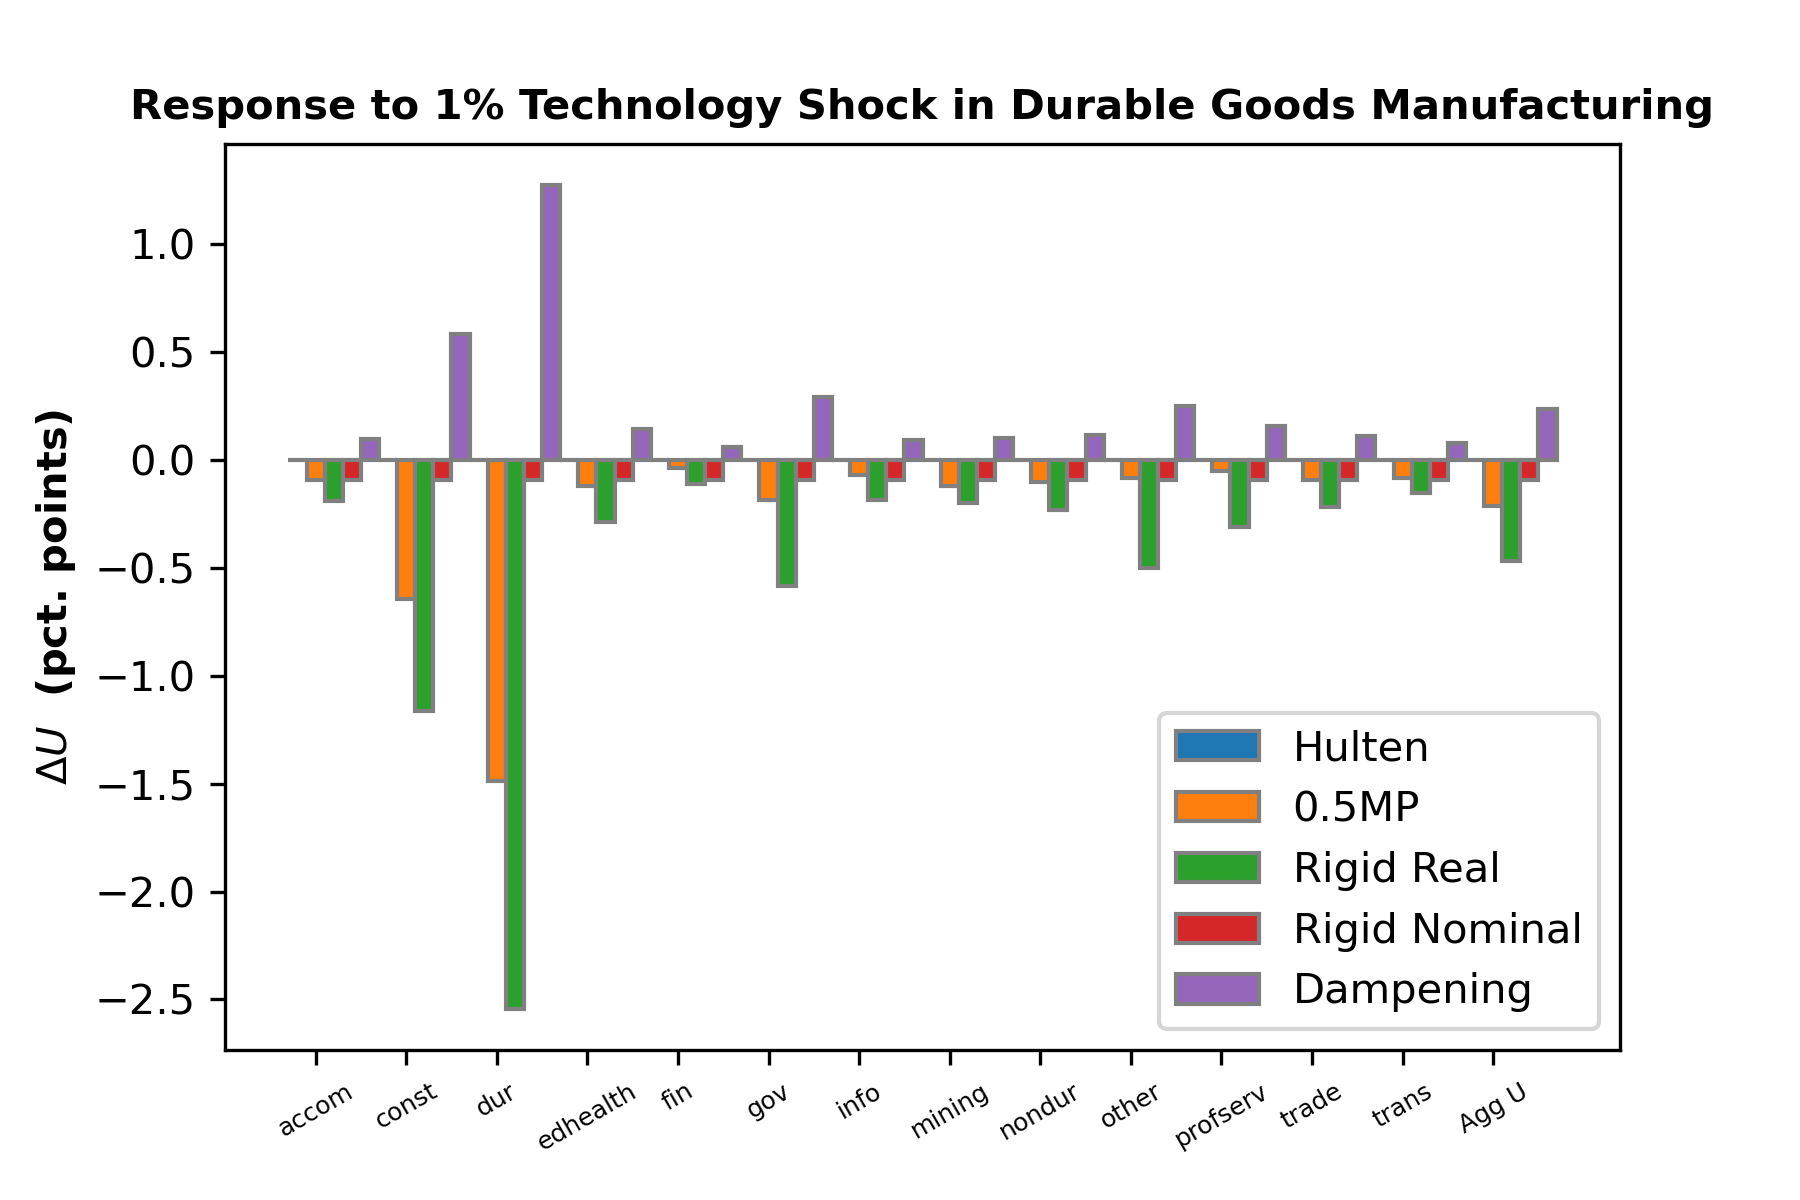 Response to 1% Technology Shock in Durable Goods Manufacturing
ΔU (pct. points)
1.0
0.5
0.0
−0.5
−1.0
−1.5
−2.0
−2.5
accom
const
dur
edhealth
fin
gov
info
mining
nondur
other
profserv
trade
trans
Agg U
Hulten
0.5MP
Rigid Real
Rigid Nominal
Dampening